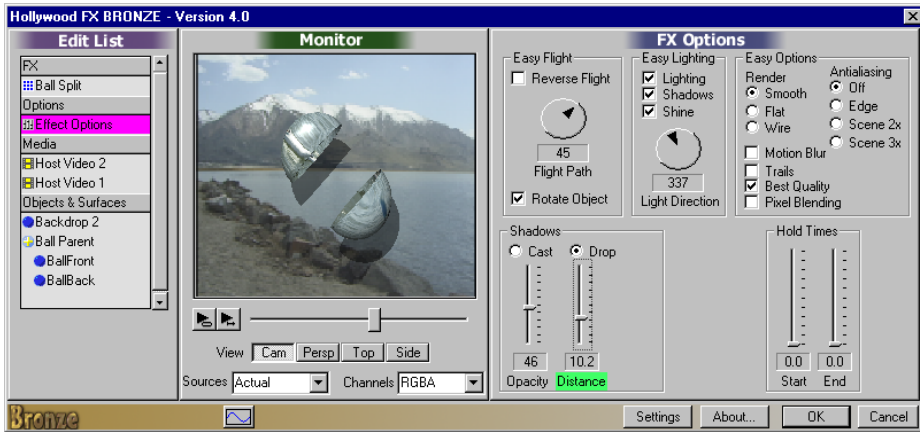 Hollywood FX BRONZE - Version 4.0
Edit List
FX
Ball Split
Options
Effect Options
Media
Host Video 2
Host Video 1
Objects & Surfaces
Backdrop 2
Ball Parent
BallFront
BallBack
Monitor
View Cam Persp Top Side
Sources Actual Channels RGBA
FX Options
Easy Flight
Reverse Flight
45
Flight Path
Rotate Object
Easy Lighting
Lighting
Shadows
Shine
337
Light Direction
Easy Options
Render
Smooth
Flat
Wire
Antialiasing
Off
Edge
Scene 2x
Scene 3x
Motion Blur
Trails
Best Quality
Pixel Blending
Shadows
Cast Drop
46 10.2
Opacity Distance
Hold Times
0.0 0.0
Start End
Bronze
Settings About... OK Cancel